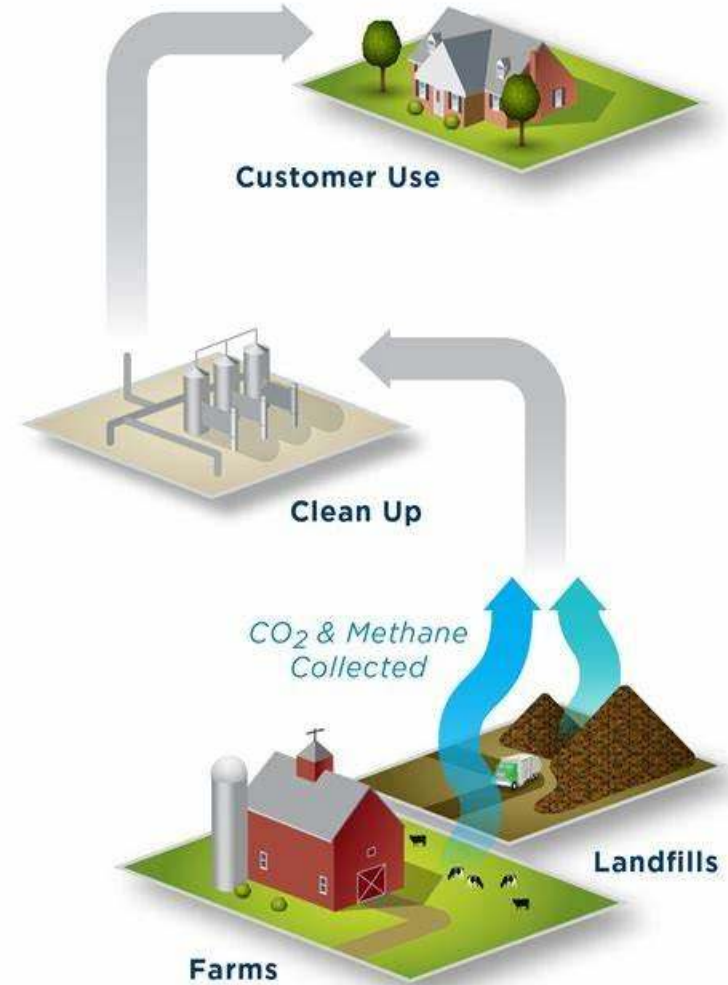 Customer Use
Clean Up
CO2 & Methane
Collected
Landfills
Farms